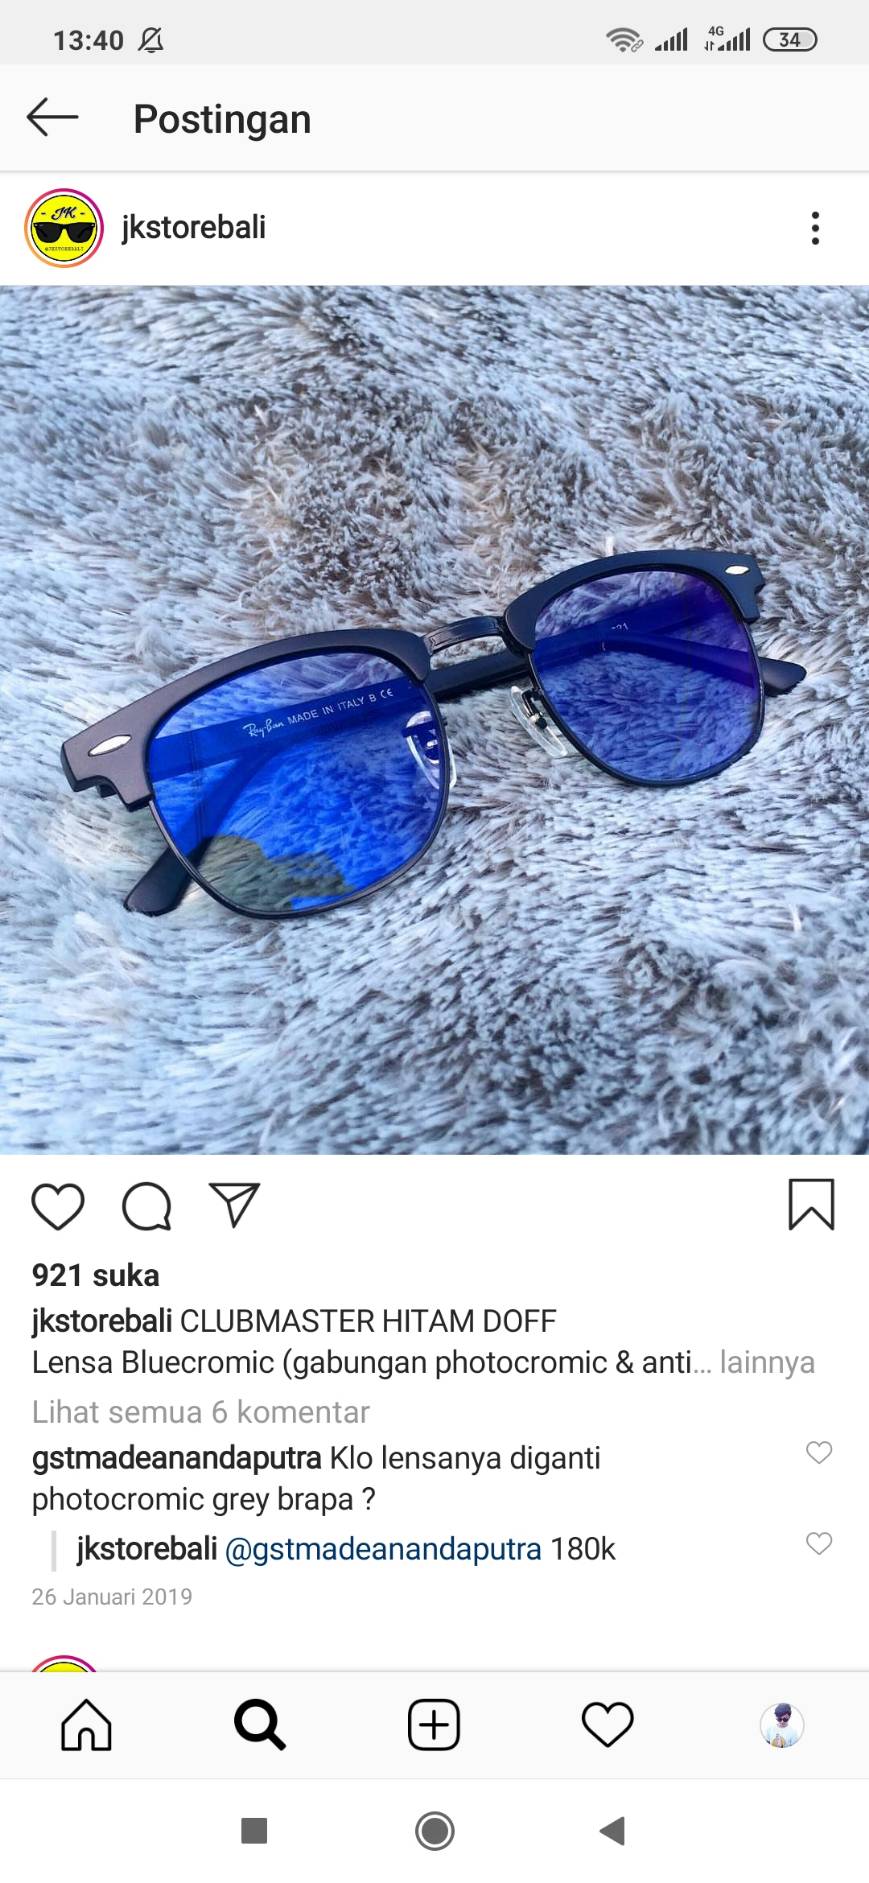 13:40
4G
34
Postingan
- JK -
@JKSTOREBALI
jkstorebali
Ray-Ban MADE IN ITALY B CE
921 suka
jkstorebali CLUBMASTER HITAM DOFF
Lensa Bluecromic (gabungan photocromic & anti... lainnya
Lihat semua 6 komentar
gstmadeanandaputra Klo lensanya diganti
photocromic grey brapa ?
jkstorebali @gstmadeanandaputra 180k
26 Januari 2019